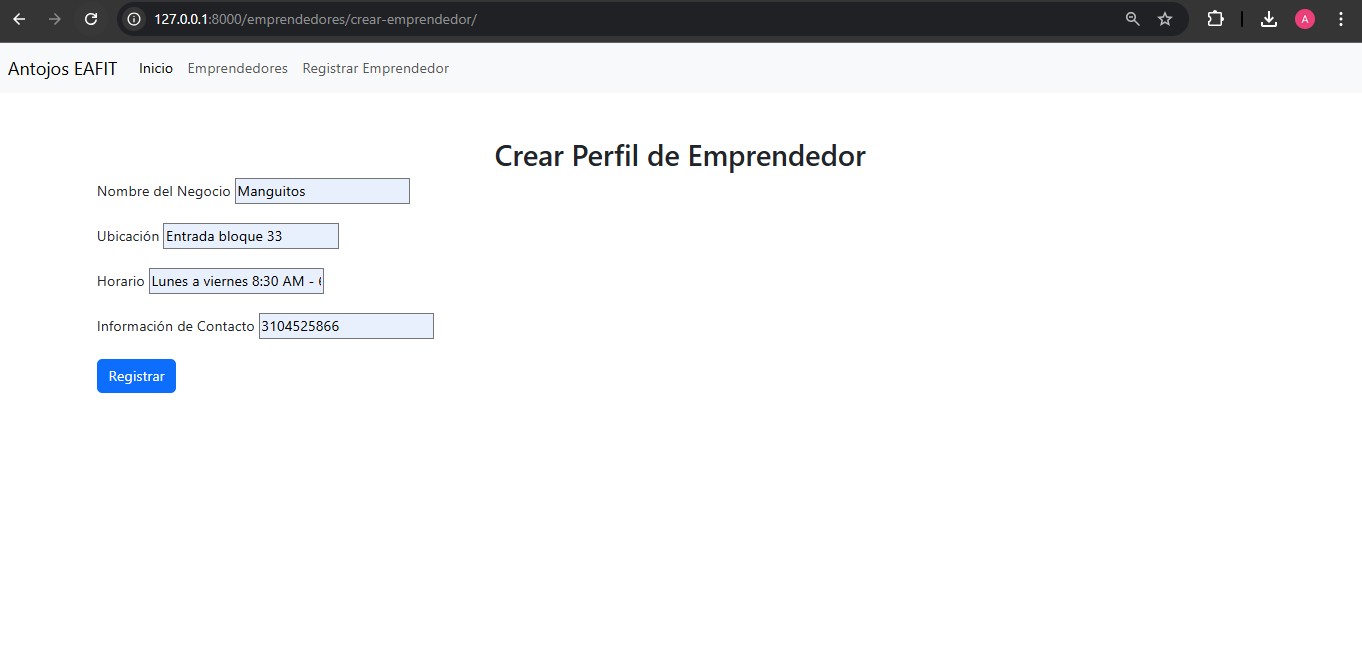 127.0.0.1:8000/emprendedores/crear-emprendedor/
A
Antojos EAFIT Inicio Emprendedores Registrar Emprendedor
Crear Perfil de Emprendedor
Nombre del Negocio Manguitos
Ubicación Entrada bloque 33
Horario Lunes a viernes 8:30 AM -
Información de Contacto 3104525866
Registrar